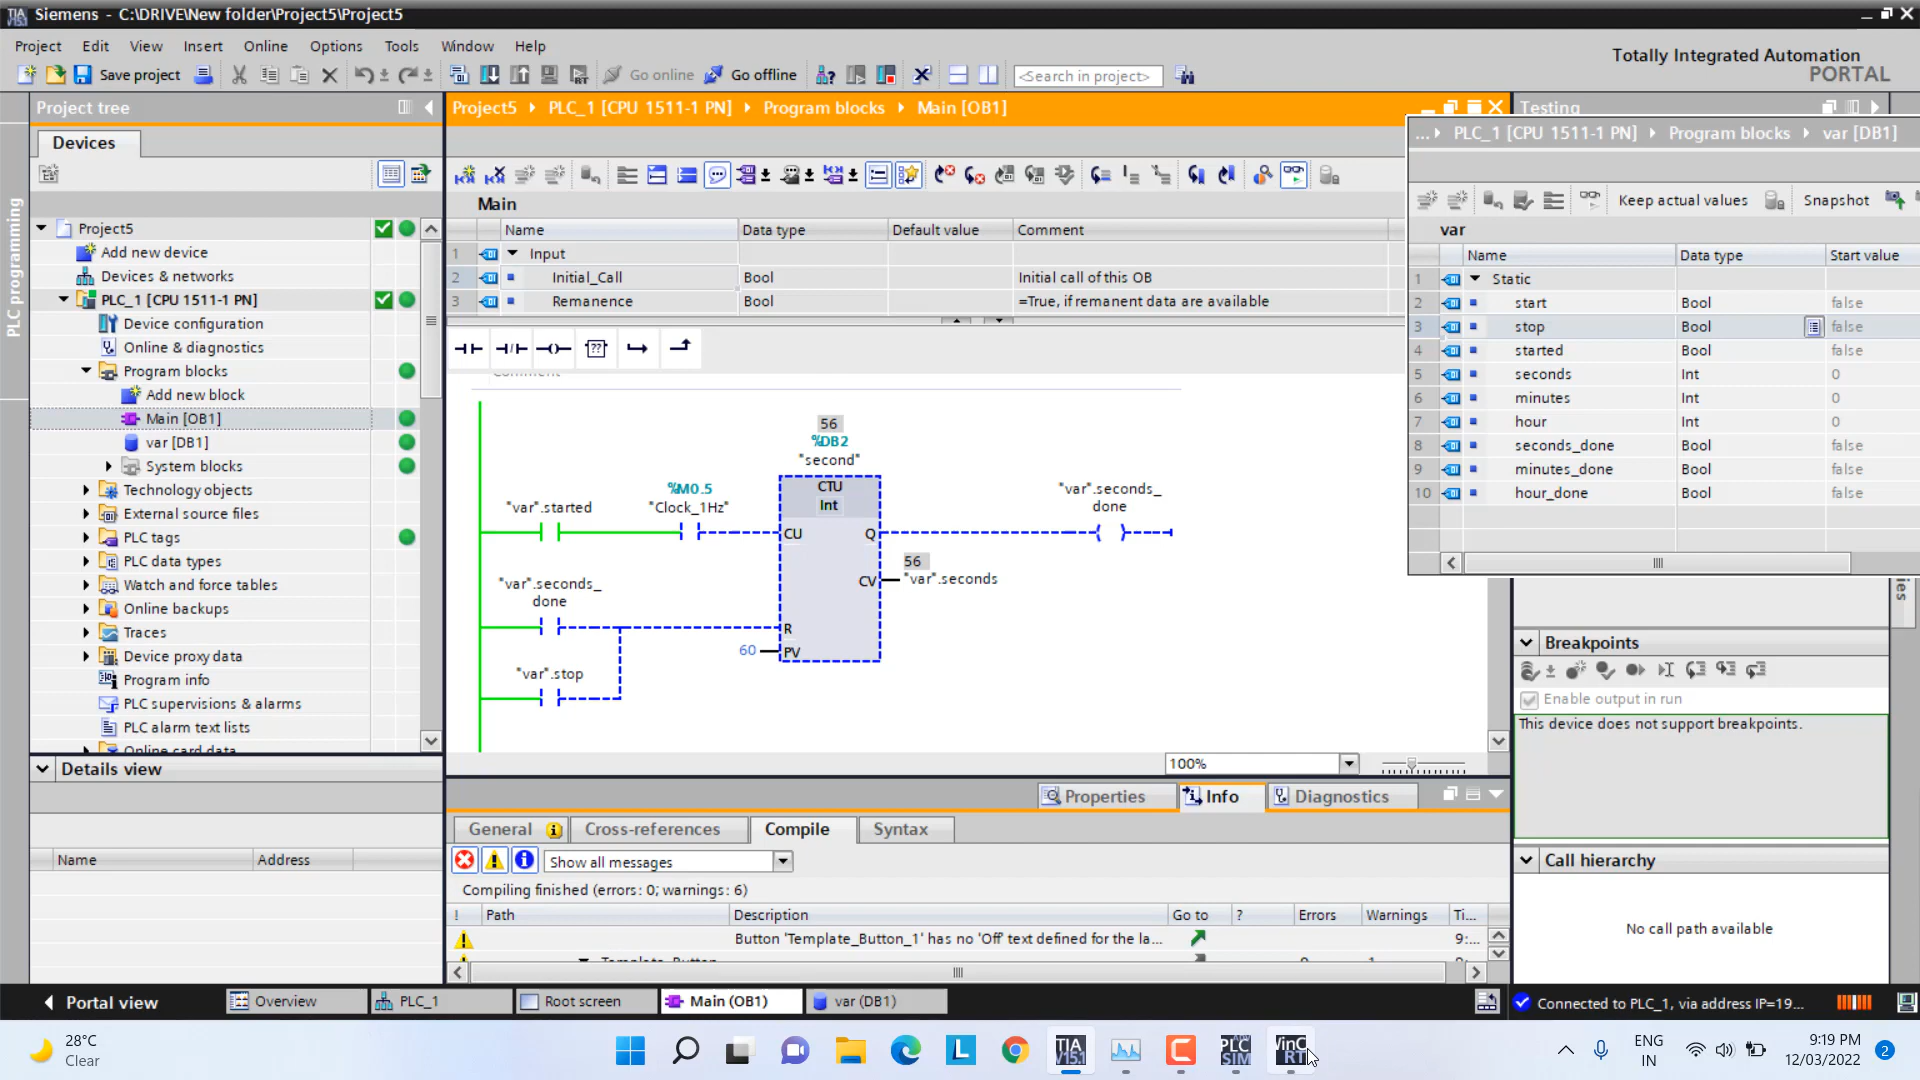 Siemens - C:\DRIVE\New folder\Project5\Project5
Project Edit View Insert Online Options Tools Window Help
Totally Integrated Automation
PORTAL
Save project Go online Go offline <Search in project>
Project tree
Project5 PLC_1 [CPU 1511-1 PN] Program blocks Main [OB1]
Testing
Devices
... PLC_1 [CPU 1511-1 PN] Program blocks var [DB1]
PLC programming
Keep actual values Snapshot
Main
var
Name Data type Default value Comment
1 Input
2 Initial_Call Bool Initial call of this OB
3 Remanence Bool =True, if remanent data are available
Name Data type Start value
1 Static
2 start Bool false
3 stop Bool false
4 started Bool false
5 seconds Int 0
6 minutes Int 0
7 hour Int 0
8 seconds_done Bool false
9 minutes_done Bool false
10 hour_done Bool false
Project5
Add new device
Devices & networks
PLC_1 [CPU 1511-1 PN]
Device configuration
Online & diagnostics
Program blocks
Add new block
Main [OB1]
var [DB1]
System blocks
Technology objects
External source files
PLC tags
PLC data types
Watch and force tables
Online backups
Traces
Device proxy data
Program info
PLC supervisions & alarms
PLC alarm text lists
Online card data
??
Comment
56
%DB2
"second"
CTU
Int
"var".started
%M0.5
"Clock_1Hz"
"var".seconds_
done
CU Q
56
CV "var".seconds
"var".seconds_
done
R
60 PV
"var".stop
100%
Breakpoints
Enable output in run
This device does not support breakpoints.
Call hierarchy
No call path available
Details view
Name Address
Properties Info Diagnostics
General Cross-references Compile Syntax
Show all messages
Compiling finished (errors: 0; warnings: 6)
! Path Description Go to ? Errors Warnings Ti...
Button 'Template_Button_1' has no 'Off' text defined for the la... 9:...
Template_Button
Portal view Overview PLC_1 Root screen Main (OB1) var (DB1)
Connected to PLC_1, via address IP=19...
28°C
Clear
TIA
V15.1
PLC
SIM
WinC
RT
ENG
IN
9:19 PM
12/03/2022
2